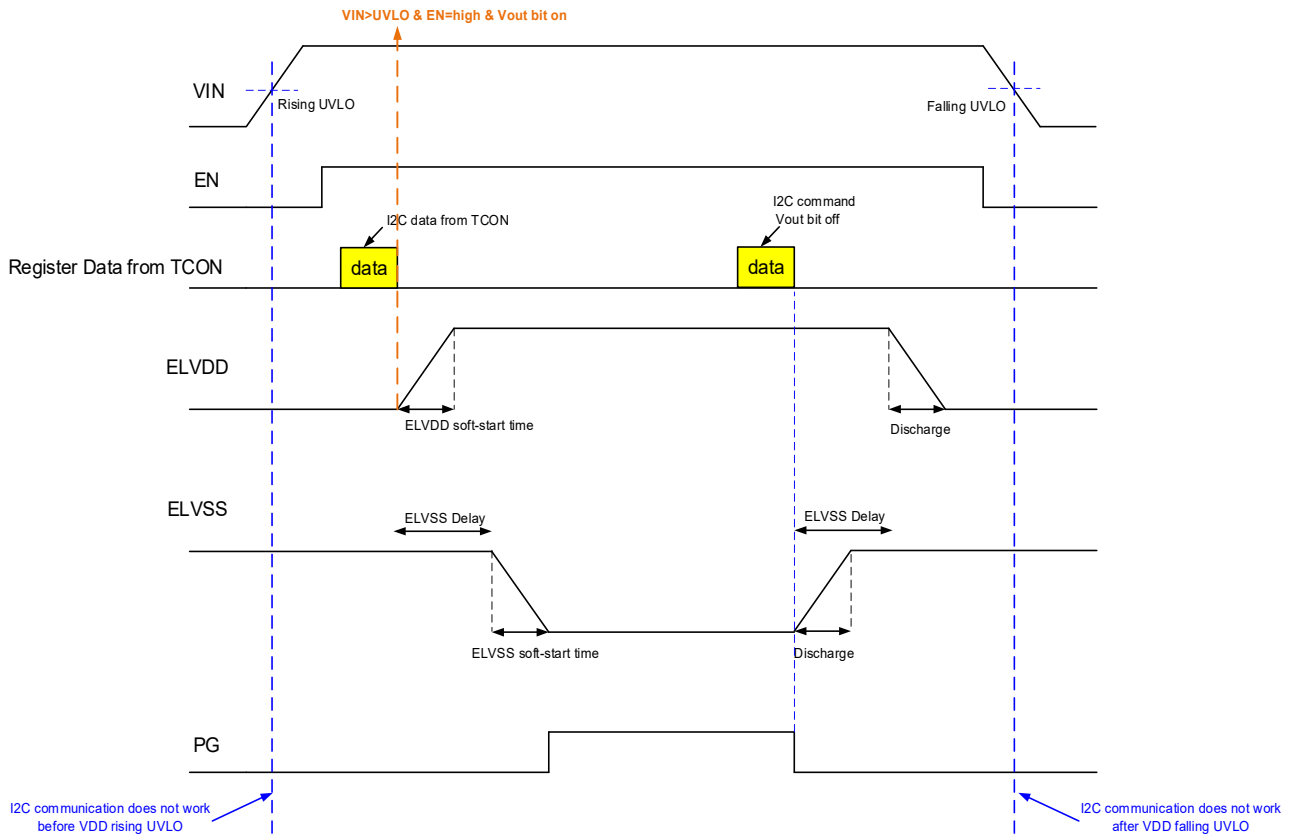 VIN>UVLO & EN=high & Vout bit on
VIN
Rising UVLO
Falling UVLO
EN
I2C data from TCON
I2C command
Vout bit off
Register Data from TCON
data
data
ELVDD
ELVDD soft-start time
Discharge
ELVSS
ELVSS Delay
ELVSS Delay
ELVSS soft-start time
Discharge
PG
I2C communication does not work
before VDD rising UVLO
I2C communication does not work
after VDD falling UVLO